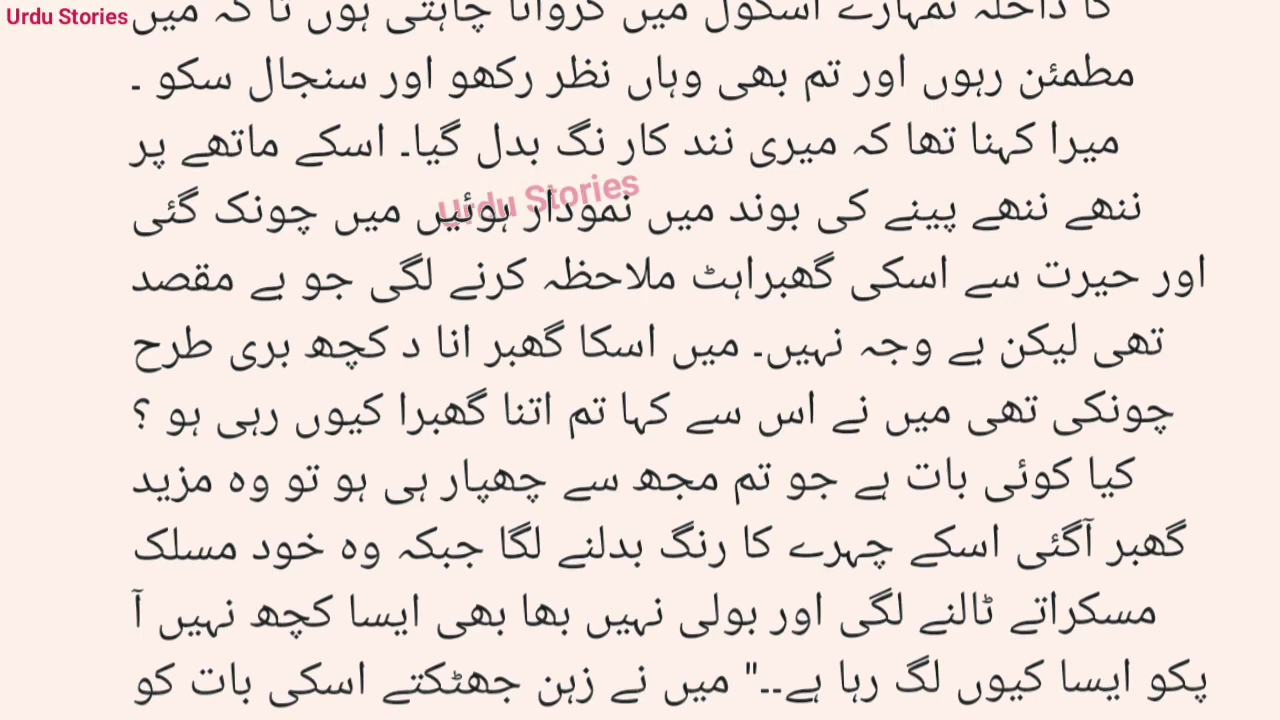 Urdu Stories
کا داخلہ تمہارے اسکول میں کروانا چاہتی ہوں تا کہ میں
مطمئن رہوں اور تم بھی وہاں نظر رکھو اور سنجال سکو ۔
میرا کہنا تھا کہ میری نند کار نگ بدل گیا۔ اسکے ماتھے پر
Urdu Stories
ننھے ننھے پینے کی بوند میں نمودار ہوئیں میں چونک گئی
اور حیرت سے اسکی گھبراہٹ ملاحظہ کرنے لگی جو بے مقصد
تھی لیکن بے وجہ نہیں۔ میں اسکا گھبر انا د کچھ بری طرح
چونکی تھی میں نے اس سے کہا تم اتنا گھبرا کیوں رہی ہو ؟
کیا کوئی بات ہے جو تم مجھ سے چھپار ہی ہو تو وہ مزید
گھبر آگئی اسکے چہرے کا رنگ بدلنے لگا جبکہ وہ خود مسلک
مسکراتے ٹالنے لگی اور بولی نہیں بھا بھی ایسا کچھ نہیں آ
پکو ایسا کیوں لگ رہا ہے۔۔" میں نے زہن جھٹکتے اسکی بات کو